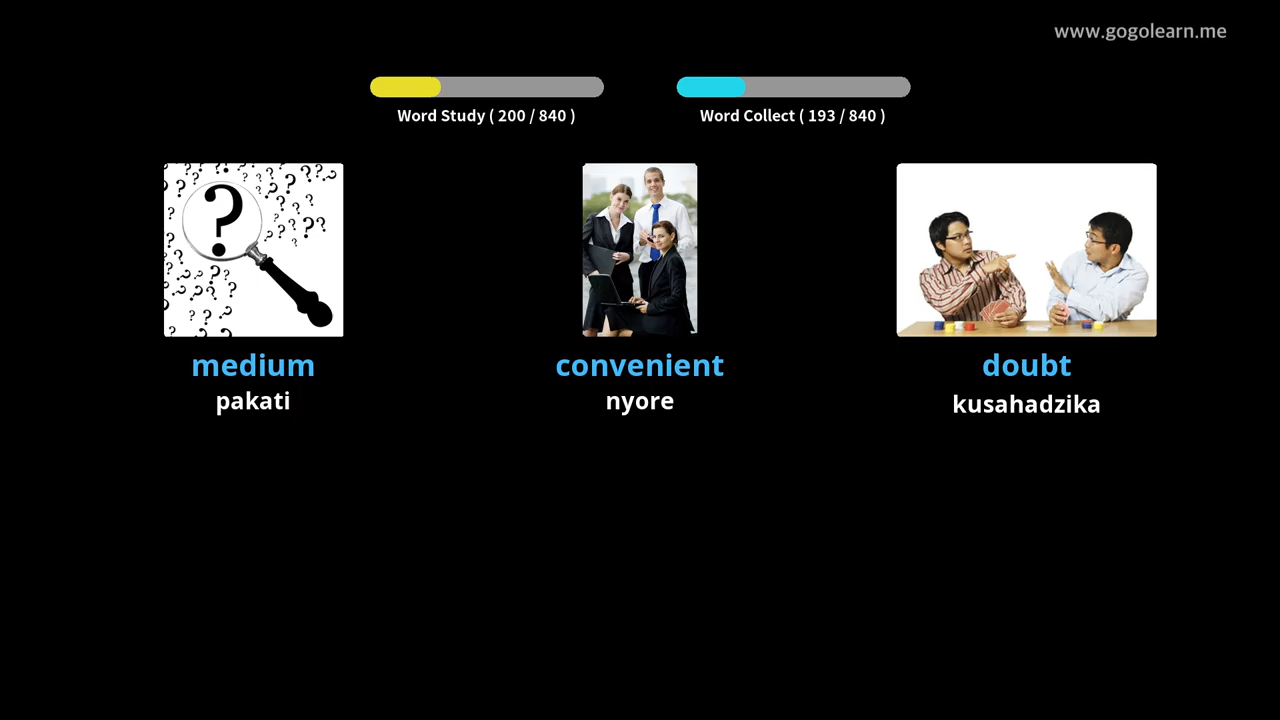 www.gogolearn.me
Word Study ( 200 / 840 )
Word Collect ( 193 / 840 )
medium
pakati
convenient
nyore
doubt
kusahadzika